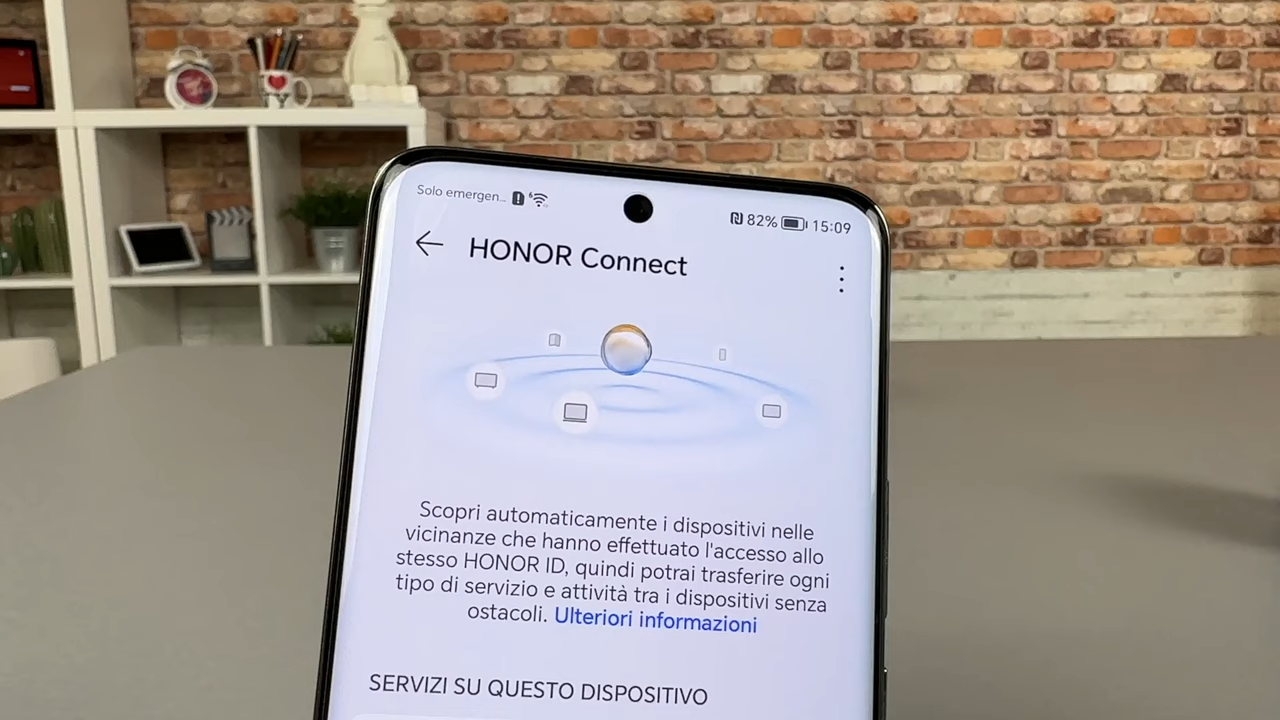 Solo emergen...
82%
15:09
HONOR Connect
Scopri automaticamente i dispositivi nelle
vicinanze che hanno effettuato l'accesso allo
stesso HONOR ID, quindi potrai trasferire ogni
tipo di servizio e attività tra i dispositivi senza
ostacoli. Ulteriori informazioni
SERVIZI SU QUESTO DISPOSITIVO